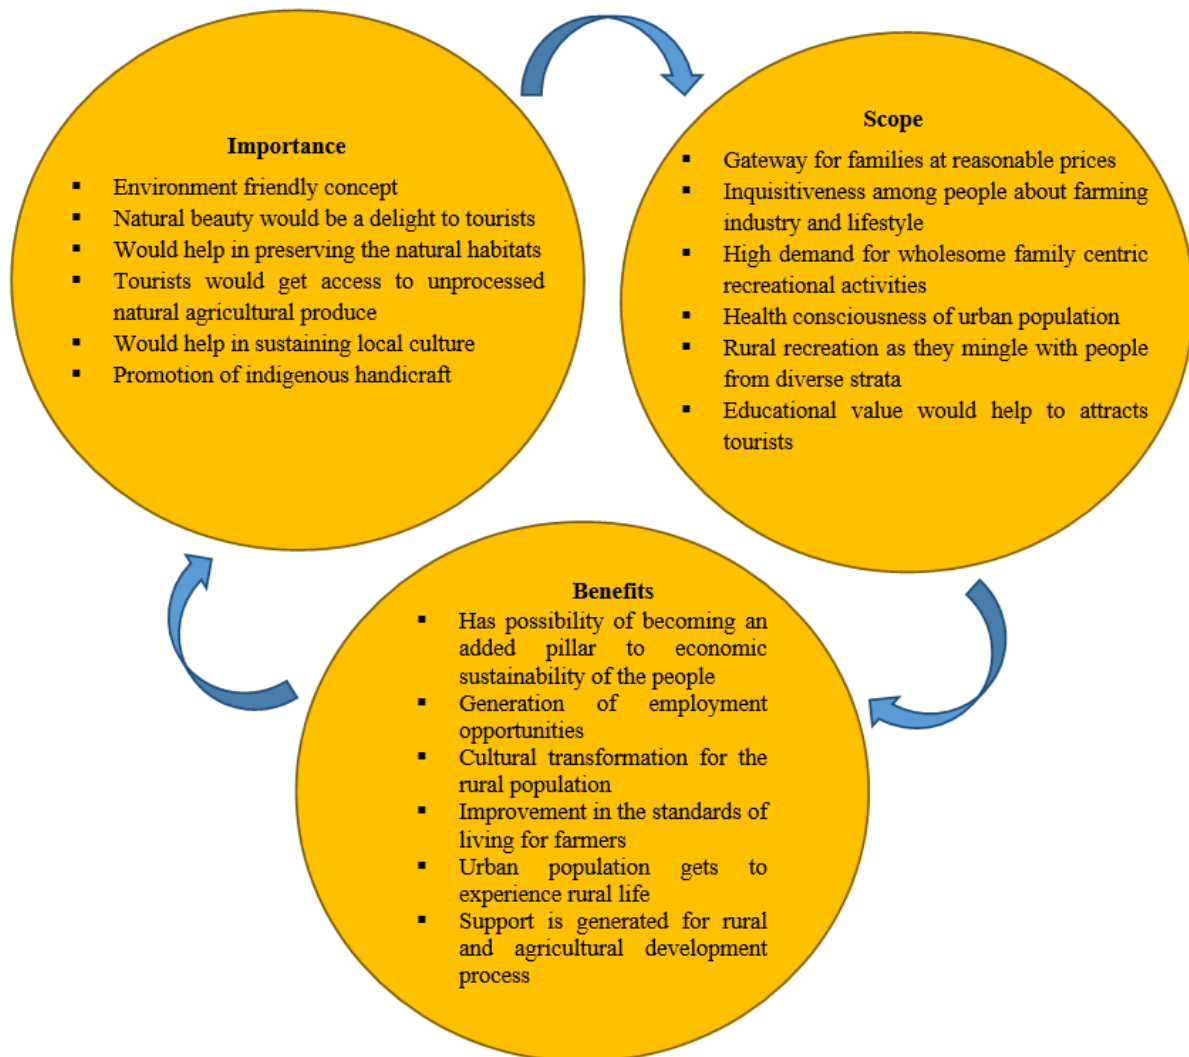 Importance
▪ Environment friendly concept
▪ Natural beauty would be a delight to tourists
▪ Would help in preserving the natural habitats
▪ Tourists would get access to unprocessed
natural agricultural produce
▪ Would help in sustaining local culture
▪ Promotion of indigenous handicraft
Scope
▪ Gateway for families at reasonable prices
▪ Inquisitiveness among people about farming
industry and lifestyle
▪ High demand for wholesome family centric
recreational activities
▪ Health consciousness of urban population
▪ Rural recreation as they mingle with people
from diverse strata
▪ Educational value would help to attracts
tourists
Benefits
▪ Has possibility of becoming an
added pillar to economic
sustainability of the people
▪ Generation of employment
opportunities
▪ Cultural transformation for the
rural population
▪ Improvement in the standards of
living for farmers
▪ Urban population gets to
experience rural life
▪ Support is generated for rural
and agricultural development
process